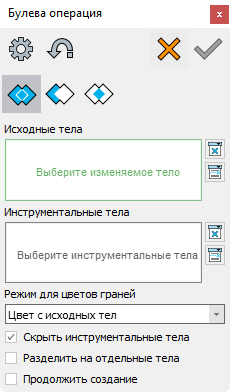 Булева операция
Исходные тела
Выберите изменяемое тело
Инструментальные тела
Выберите инструментальные тела
Режим для цветов граней
Цвет с исходных тел
Скрыть инструментальные тела
Разделить на отдельные тела
Продолжить создание